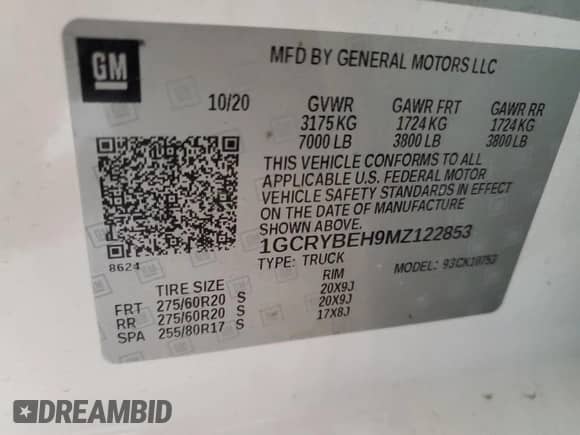 GM
MFD BY GENERAL MOTORS LLC
10/20 GVWR GAWR FRT GAWR RR
3175 KG 1724 KG 1724 KG
7000 LB 3800 LB 3800 LB
THIS VEHICLE CONFORMS TO ALL
APPLICABLE U.S. FEDERAL MOTOR
VEHICLE SAFETY STANDARDS IN EFFECT
ON THE DATE OF MANUFACTURE
SHOWN ABOVE
1GCRYBEH9MZ122853
8624
TYPE: TRUCK MODEL: 93CK10753
TIRE SIZE RIM
FRT 275/60R20 S 20X9J
RR 275/60R20 S 20X9J
SPA 255/80R17 S 17X8J
DREAMBID